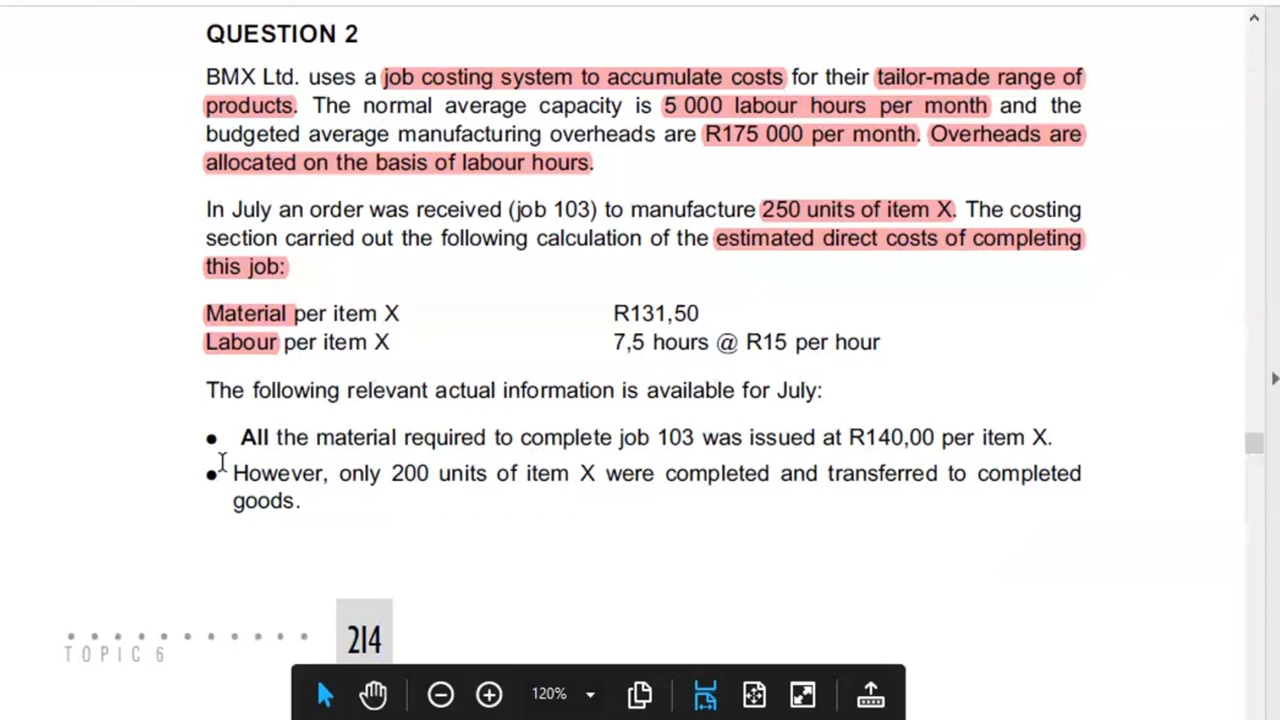 QUESTION 2
BMX Ltd. uses a job costing system to accumulate costs for their tailor-made range of
products. The normal average capacity is 5 000 labour hours per month and the
budgeted average manufacturing overheads are R175 000 per month. Overheads are
allocated on the basis of labour hours.
In July an order was received (job 103) to manufacture 250 units of item X. The costing
section carried out the following calculation of the estimated direct costs of completing
this job:
Material per item X R131,50
Labour per item X 7,5 hours @ R15 per hour
The following relevant actual information is available for July:
● All the material required to complete job 103 was issued at R140,00 per item X.
● However, only 200 units of item X were completed and transferred to completed
goods.
TOPIC 6
214
120%